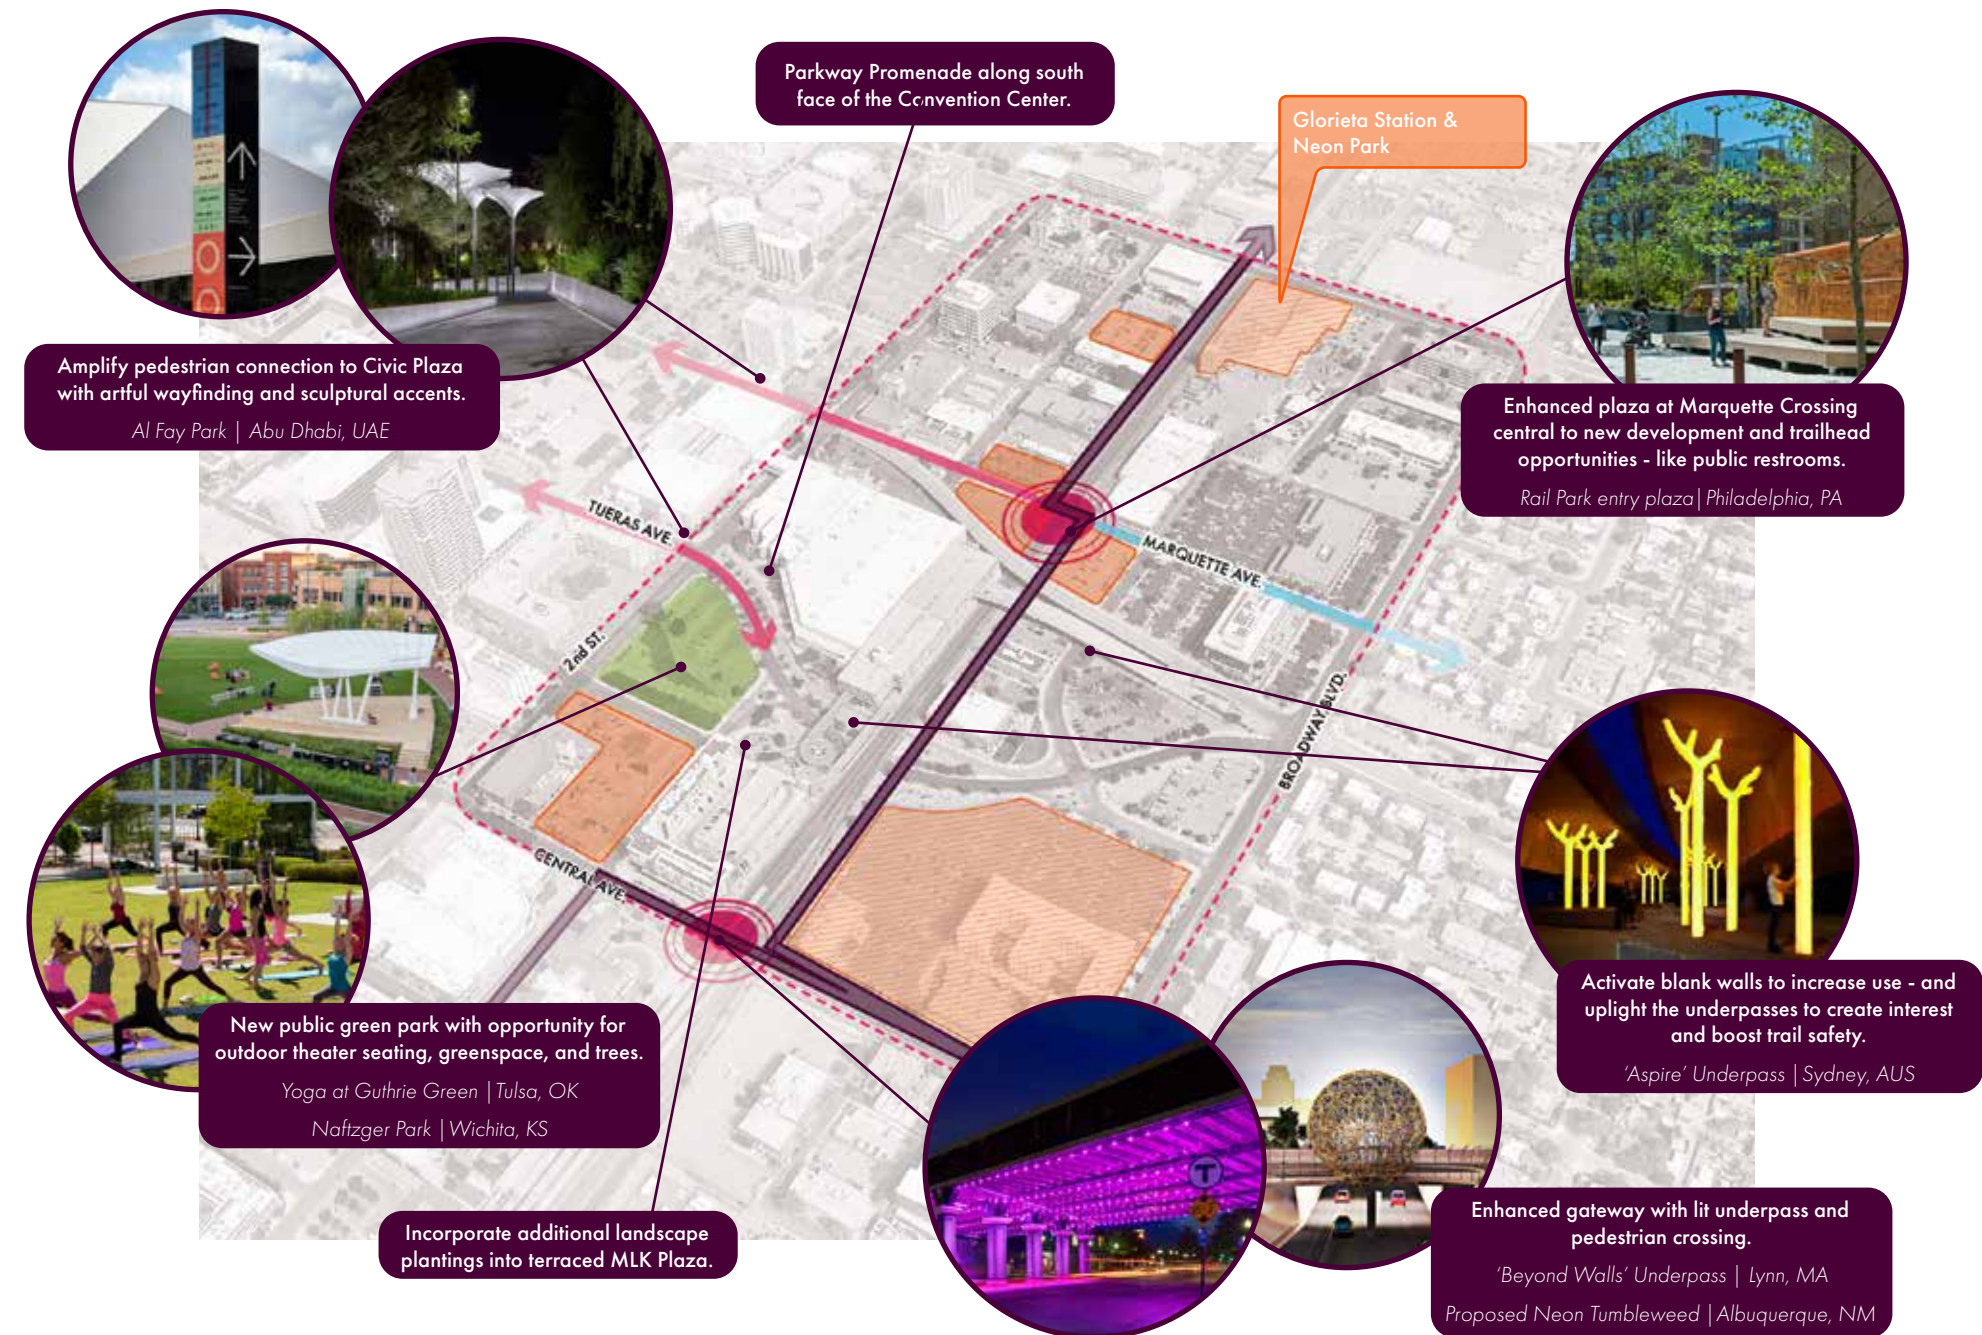 Parkway Promenade along south
face of the Convention Center.
Glorieta Station &
Neon Park
Amplify pedestrian connection to Civic Plaza
with artful wayfinding and sculptural accents.
Al Fay Park | Abu Dhabi, UAE
Enhanced plaza at Marquette Crossing
central to new development and trailhead
opportunities - like public restrooms.
Rail Park entry plaza | Philadelphia, PA
TIJERAS AVE.
MARQUETTE AVE.
2nd ST.
BROADWAY BLVD.
CENTRAL AVE.
New public green park with opportunity for
outdoor theater seating, greenspace, and trees.
Yoga at Guthrie Green | Tulsa, OK
Naftzger Park | Wichita, KS
Activate blank walls to increase use - and
uplight the underpasses to create interest
and boost trail safety.
‘Aspire’ Underpass | Sydney, AUS
T
Incorporate additional landscape
plantings into terraced MLK Plaza.
Enhanced gateway with lit underpass and
pedestrian crossing.
‘Beyond Walls’ Underpass | Lynn, MA
Proposed Neon Tumbleweed | Albuquerque, NM